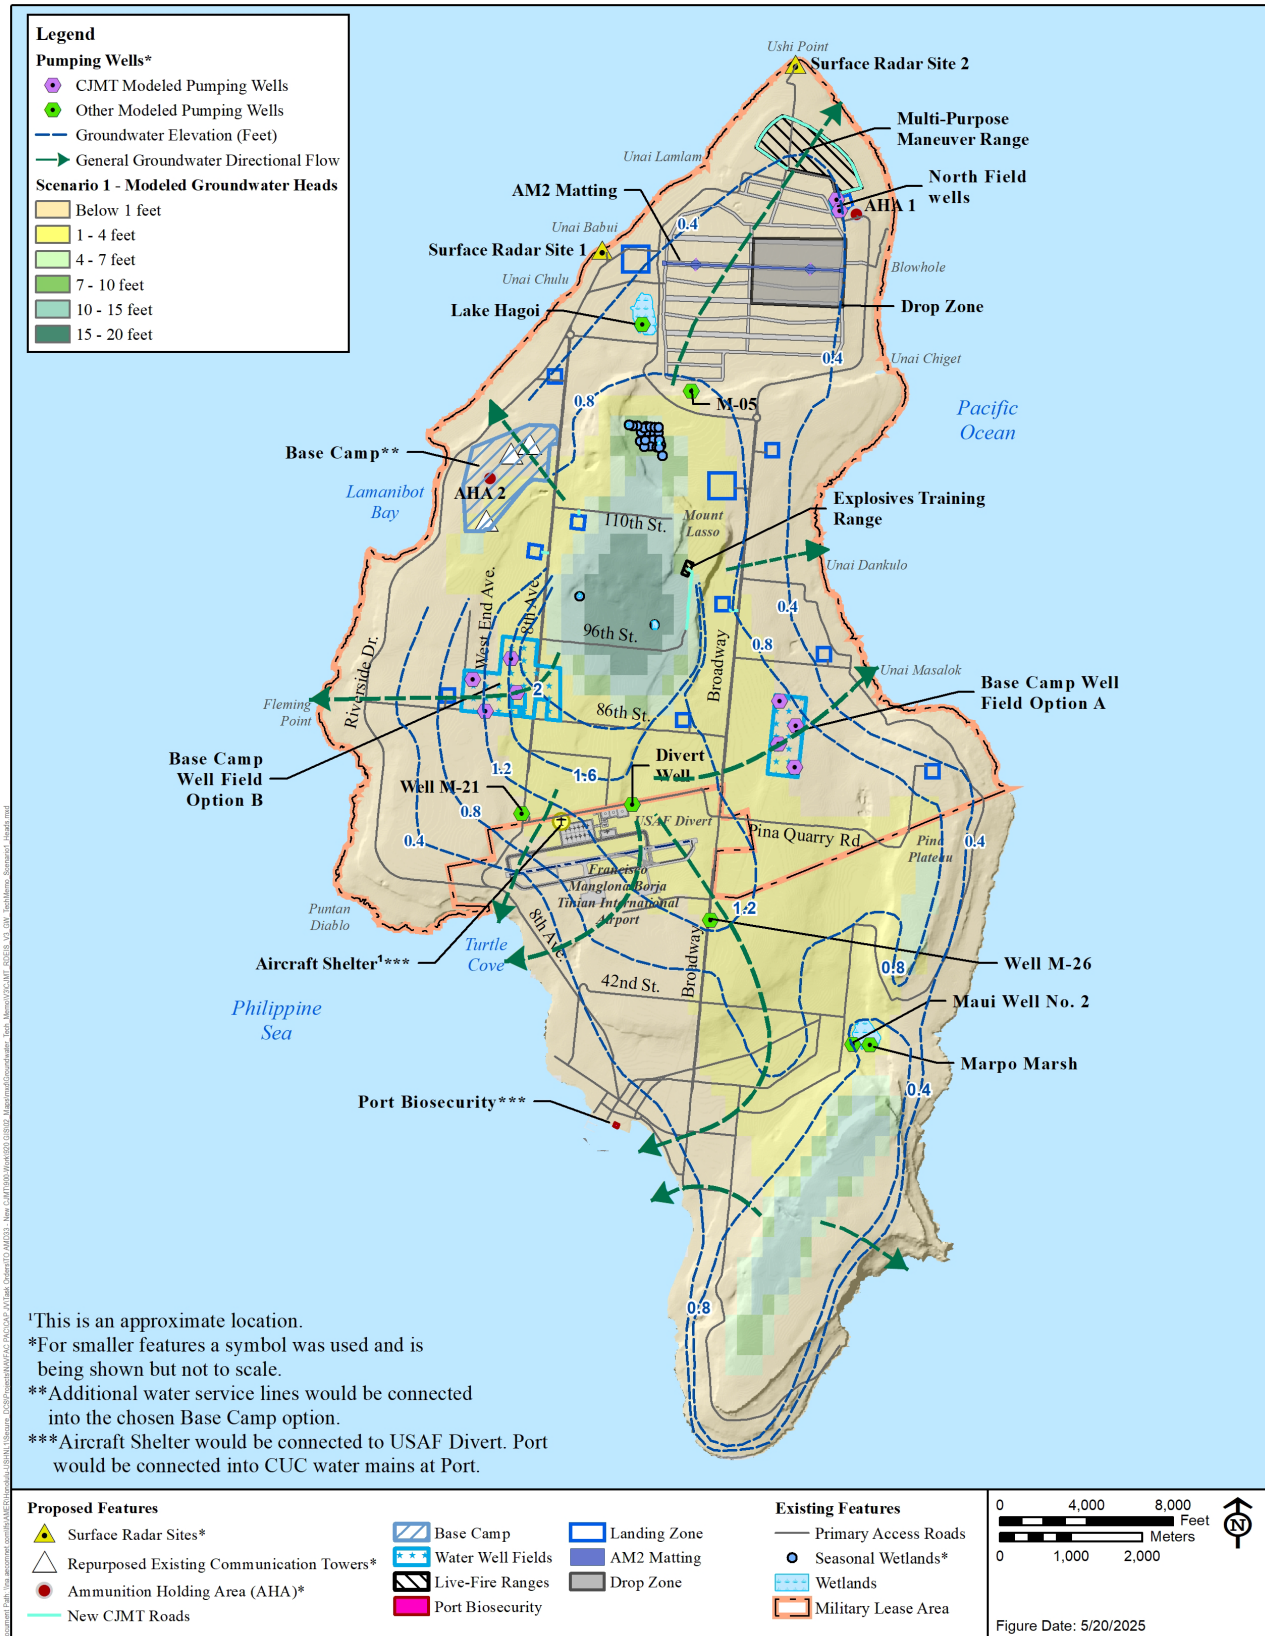 Legend
Pumping Wells*
CJMT Modeled Pumping Wells
Other Modeled Pumping Wells
Groundwater Elevation (Feet)
General Groundwater Directional Flow
Scenario 1 - Modeled Groundwater Heads
Below 1 feet
1 - 4 feet
4 - 7 feet
7 - 10 feet
10 - 15 feet
15 - 20 feet
Ushi Point
Surface Radar Site 2
Multi-Purpose
Maneuver Range
Unai Lamlam
North Field
wells
AM2 Matting
AHA 1
0.4
Unai Babui
Surface Radar Site 1
Unai Chulu
Blowhole
Lake Hagoi
Drop Zone
0.4
Unai Chiget
0.8
M-05
Pacific
Ocean
Base Camp**
AHA 2
Lamanibot
Bay
Explosives Training
Range
110th St.
Mount
Lasso
Unai Dankulo
West End Ave.
8th Ave.
0.4
96th St.
0.8
Riverside Dr.
Broadway
Unai Masalok
Base Camp Well
Field Option A
2
Fleming
Point
86th St.
Base Camp
Well Field
Option B
Divert
Well
1.2
1.6
Well M-21
0.8
USAF Divert
Pina Quarry Rd.
0.4
Pina
Plateau
0.4
Francisco
Manglona Borja
Tinian International
Airport
Puntan
Diablo
1.2
8th Ave.
Turtle
Cove
Aircraft Shelter¹***
Broadway
0.8
Well M-26
42nd St.
Maui Well No. 2
Philippine
Sea
Marpo Marsh
0.4
Port Biosecurity***
0.8
¹This is an approximate location.
*For smaller features a symbol was used and is
being shown but not to scale.
**Additional water service lines would be connected
into the chosen Base Camp option.
***Aircraft Shelter would be connected to USAF Divert. Port
would be connected into CUC water mains at Port.
Proposed Features
Surface Radar Sites*
Repurposed Existing Communication Towers*
Ammunition Holding Area (AHA)*
New CJMT Roads
Base Camp
Water Well Fields
Live-Fire Ranges
Port Biosecurity
Landing Zone
AM2 Matting
Drop Zone
Existing Features
Primary Access Roads
Seasonal Wetlands*
Wetlands
Military Lease Area
0 4,000 8,000
Feet
Meters
0 1,000 2,000
N
Figure Date: 5/20/2025